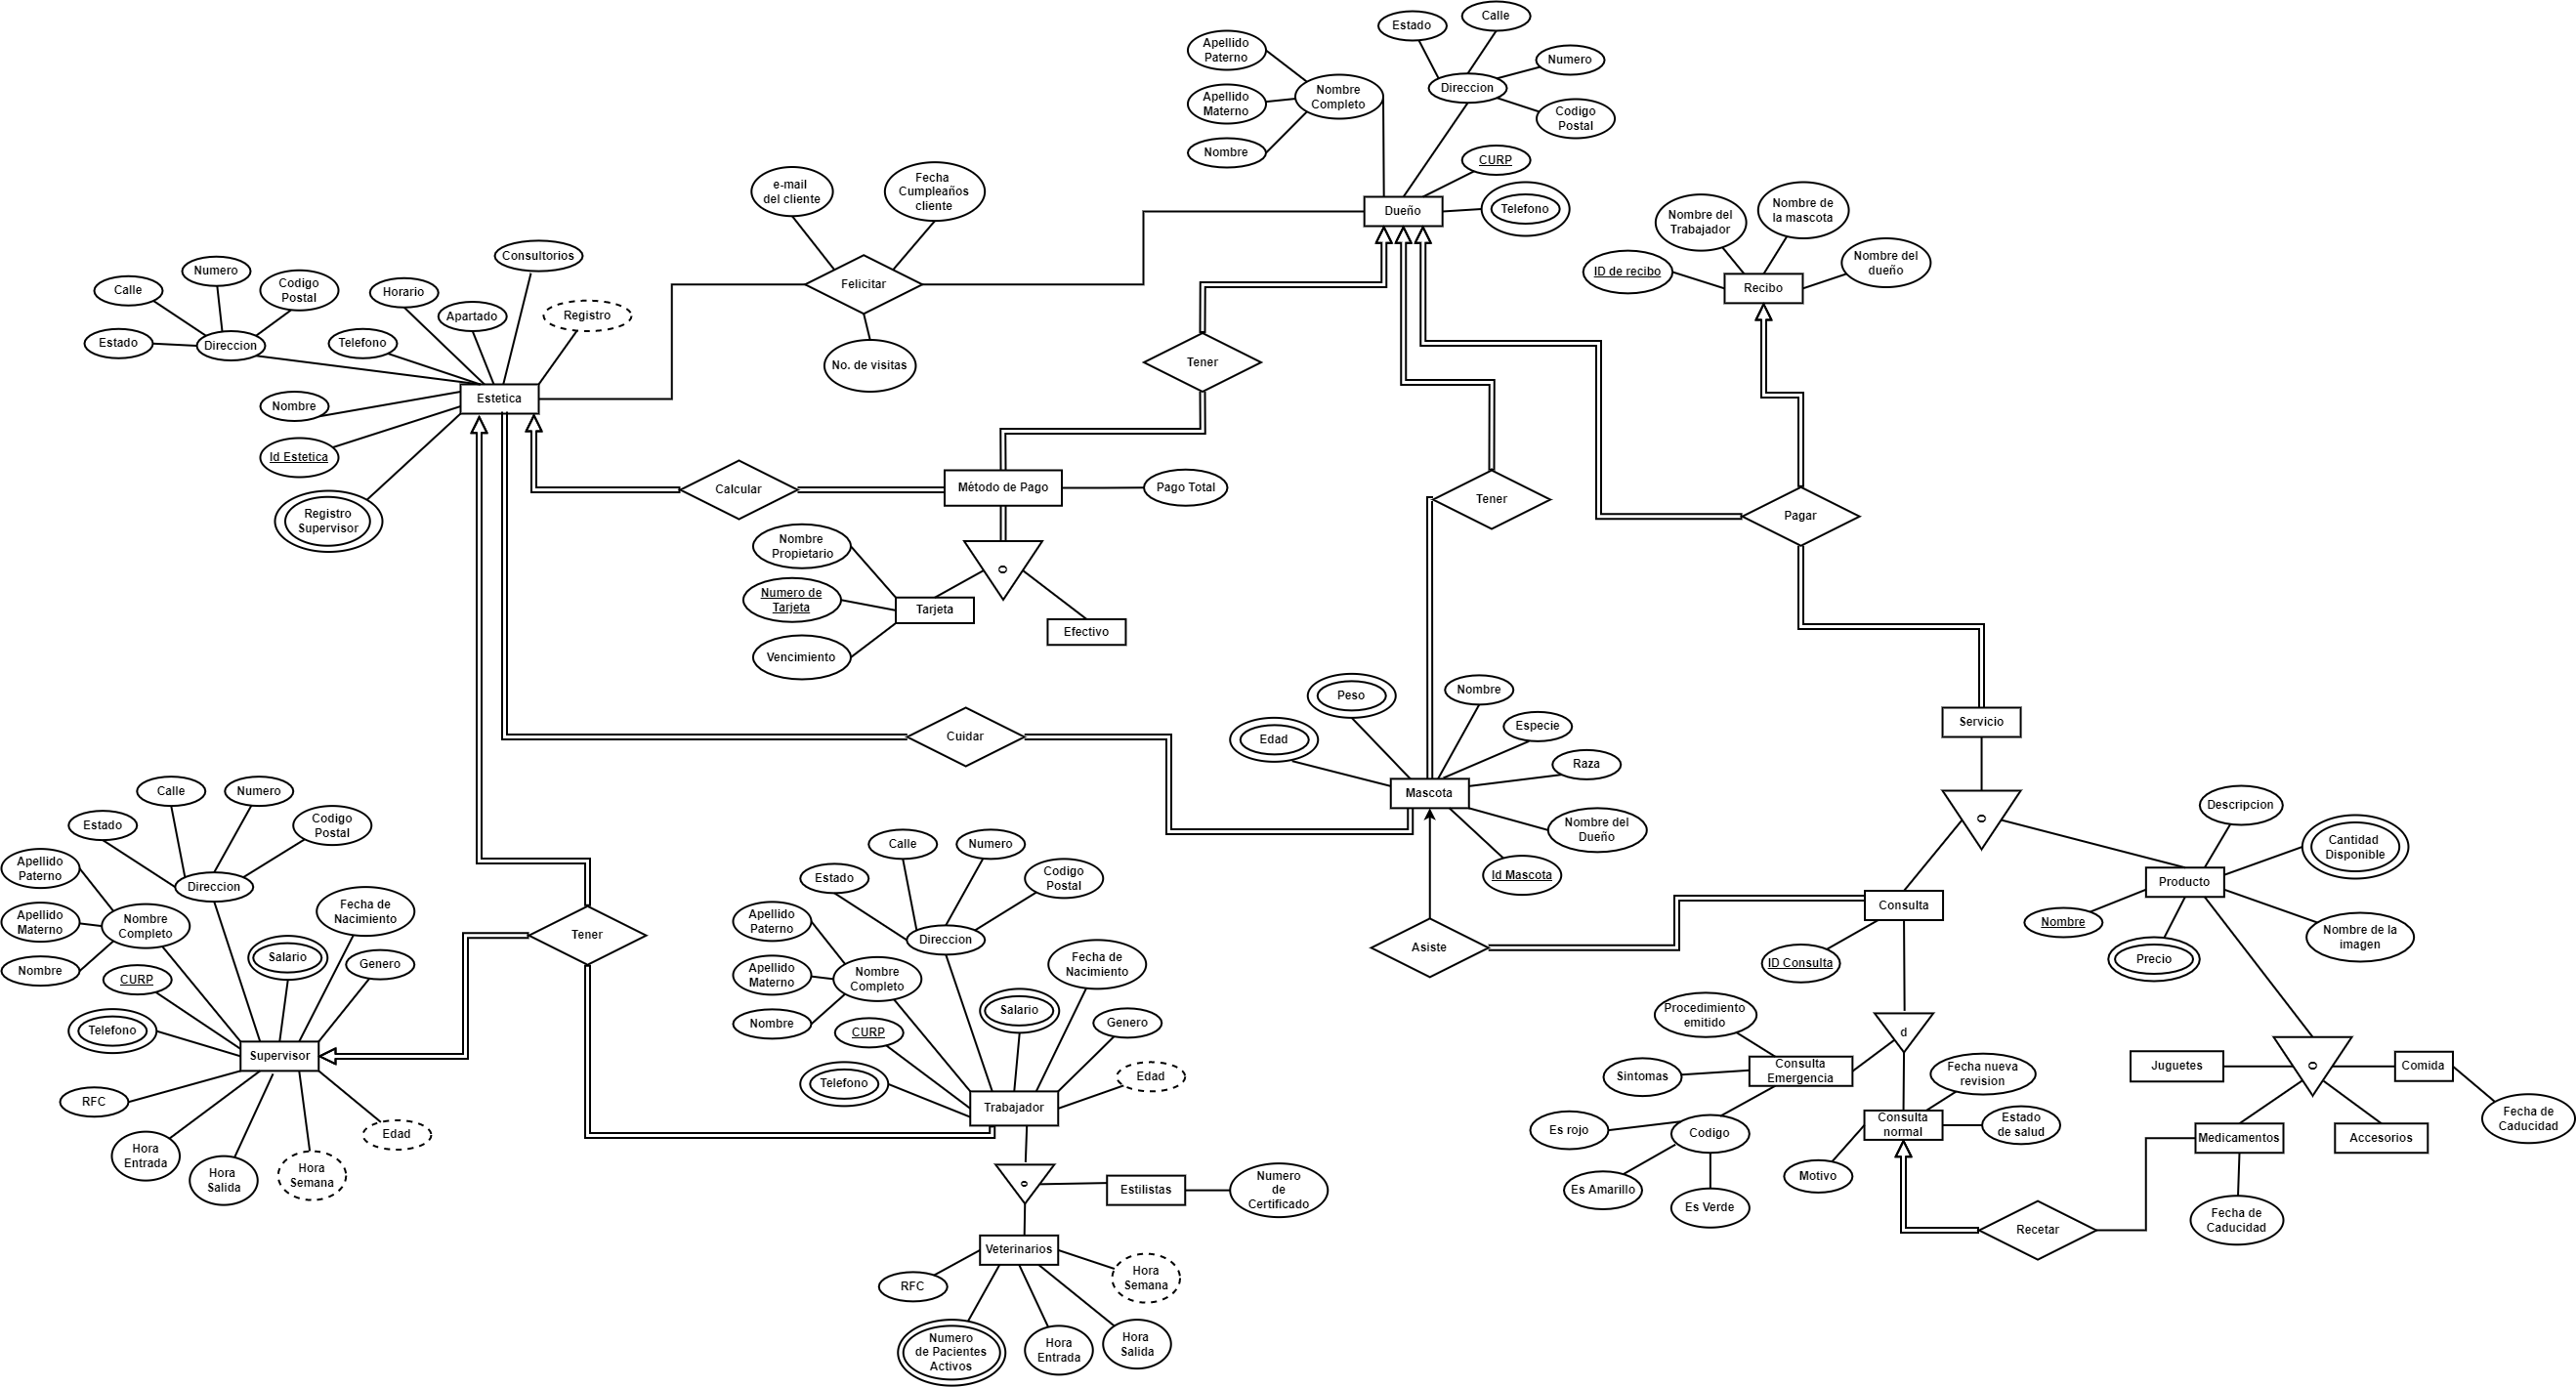 Estado
Calle
Numero
Codigo
Postal
Direccion
Apellido
Paterno
Apellido
Materno
Nombre
Nombre
Completo
CURP
Telefono
Dueño
e-mail
del cliente
Fecha
Cumpleaños
cliente
Felicitar
No. de visitas
Nombre del
Trabajador
Nombre de
la mascota
ID de recibo
Nombre del
dueño
Recibo
Consultorios
Horario
Apartado
Registro
Telefono
Calle
Numero
Codigo
Postal
Estado
Direccion
Estetica
Nombre
Id Estetica
Registro
Supervisor
Tener
Calcular
Método de Pago
Pago Total
Tener
Pagar
Nombre
Propietario
Numero de
Tarjeta
Vencimiento
o
Tarjeta
Efectivo
Cuidar
Peso
Edad
Nombre
Especie
Raza
Mascota
Nombre del
Dueño
Id Mascota
Servicio
o
Descripcion
Cantidad
Disponible
Producto
Nombre
Precio
Nombre de la
imagen
Consulta
ID Consulta
Asiste
Calle
Numero
Estado
Codigo
Postal
Direccion
Apellido
Paterno
Apellido
Materno
Nombre
Nombre
Completo
Fecha de
Nacimiento
Salario
Genero
CURP
Telefono
Supervisor
RFC
Hora
Entrada
Hora
Salida
Hora
Semana
Edad
Tener
Calle
Numero
Estado
Codigo
Postal
Direccion
Apellido
Paterno
Apellido
Materno
Nombre
Nombre
Completo
Fecha de
Nacimiento
Salario
Genero
CURP
Telefono
Edad
Trabajador
o
Estilistas
Numero
de
Certificado
Veterinarios
RFC
Numero
de Pacientes
Activos
Hora
Entrada
Hora
Salida
Hora
Semana
Procedimiento
emitido
d
Sintomas
Consulta
Emergencia
Es rojo
Codigo
Es Amarillo
Es Verde
Fecha nueva
revision
Consulta
normal
Estado
de salud
Motivo
Recetar
Juguetes
o
Comida
Medicamentos
Accesorios
Fecha de
Caducidad
Fecha de
Caducidad